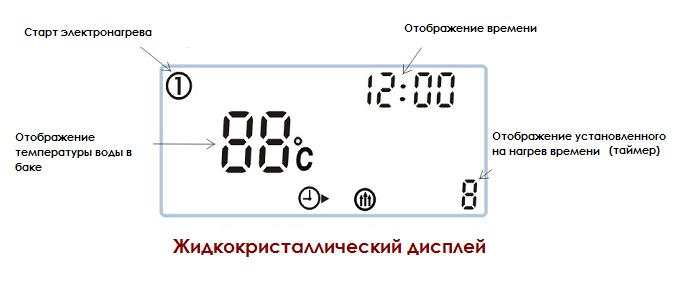 Старт электронагрева
Отображение времени
①
12:00
88°C
Отображение
температуры воды в
баке
Отображение установленного
на нагрев времени (таймер)
8
Жидкокристаллический дисплей